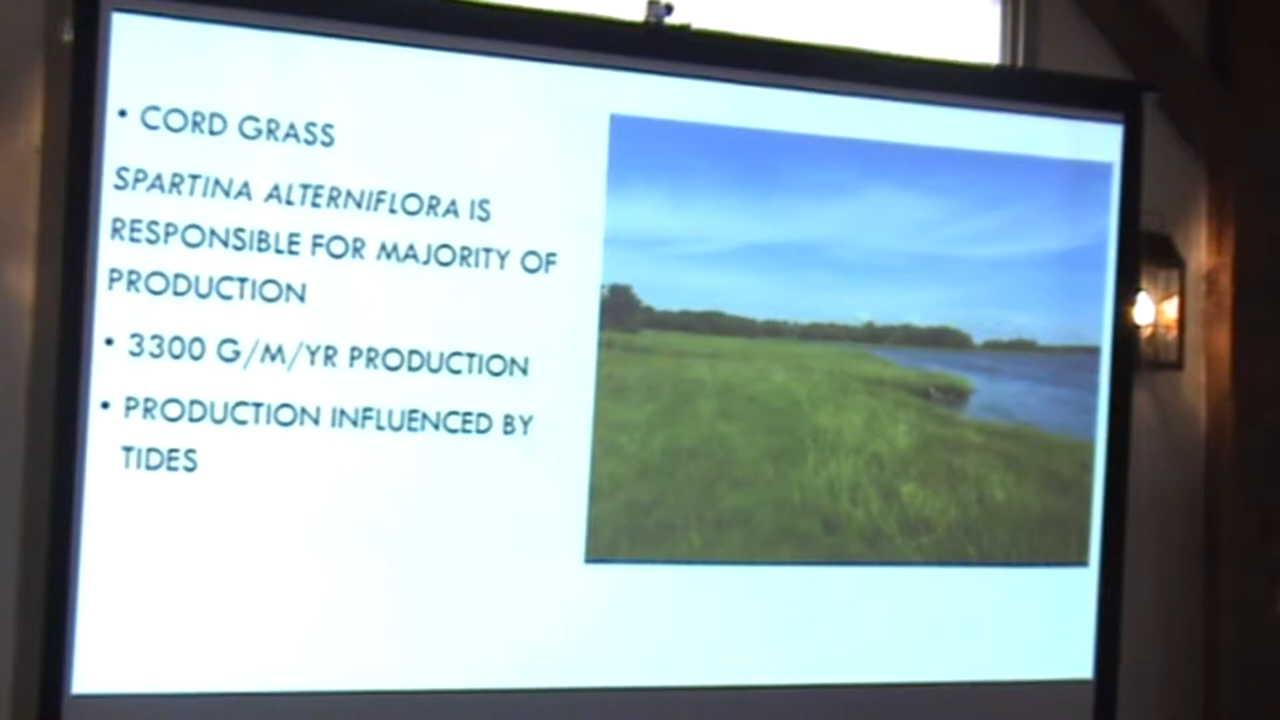 • CORD GRASS
SPARTINA ALTERNIFLORA IS
RESPONSIBLE FOR MAJORITY OF
PRODUCTION
• 3300 G/M/YR PRODUCTION
• PRODUCTION INFLUENCED BY
TIDES